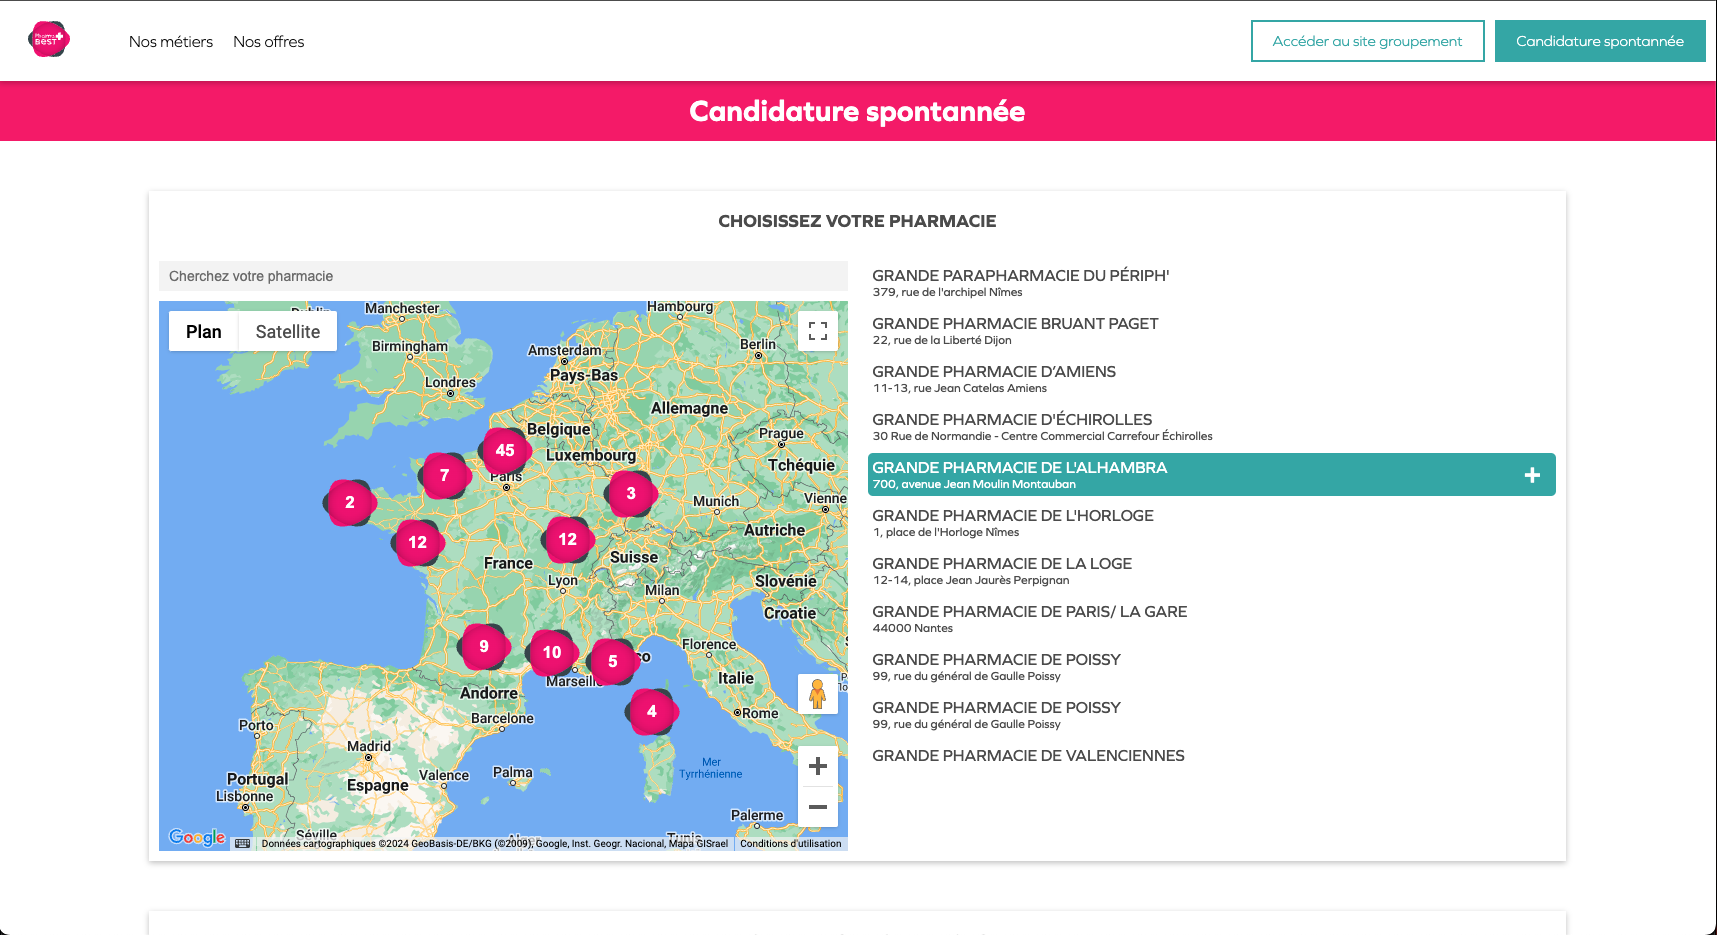 Pharma
BEST
Nos métiers
Nos offres
Accéder au site groupement
Candidature spontannée
Candidature spontannée
CHOISISSEZ VOTRE PHARMACIE
Cherchez votre pharmacie
Plan
Satellite
Manchester
Hambourg
Birmingham
Amsterdam
Berlin
Pays-Bas
Londres
Allemagne
Belgique
Prague
45
Luxembourg
Tchéquie
7
Paris
3
Munich
Vienne
2
Autriche
12
12
Suisse
France
Lyon
Slovénie
Milan
Croatie
9
10
5
Florence
Marseille
Italie
Andorre
4
Rome
Barcelone
Porto
Madrid
Mer
Tyrrhénienne
Valence
Palma
Portugal
Espagne
Lisbonne
Palerme
Séville
Tunis
Google
Données cartographiques ©2024 GeoBasis-DE/BKG (©2009), Google, Inst. Geogr. Nacional, Mapa GISrael
Conditions d'utilisation
GRANDE PARAPHARMACIE DU PÉRIPH'
379, rue de l'archipel Nîmes
GRANDE PHARMACIE BRUANT PAGET
22, rue de la Liberté Dijon
GRANDE PHARMACIE D’AMIENS
11-13, rue Jean Catelas Amiens
GRANDE PHARMACIE D'ÉCHIROLLES
30 Rue de Normandie - Centre Commercial Carrefour Échirolles
GRANDE PHARMACIE DE L'ALHAMBRA
700, avenue Jean Moulin Montauban
GRANDE PHARMACIE DE L'HORLOGE
1, place de l'Horloge Nîmes
GRANDE PHARMACIE DE LA LOGE
12-14, place Jean Jaurès Perpignan
GRANDE PHARMACIE DE PARIS/ LA GARE
44000 Nantes
GRANDE PHARMACIE DE POISSY
99, rue du général de Gaulle Poissy
GRANDE PHARMACIE DE POISSY
99, rue du général de Gaulle Poissy
GRANDE PHARMACIE DE VALENCIENNES